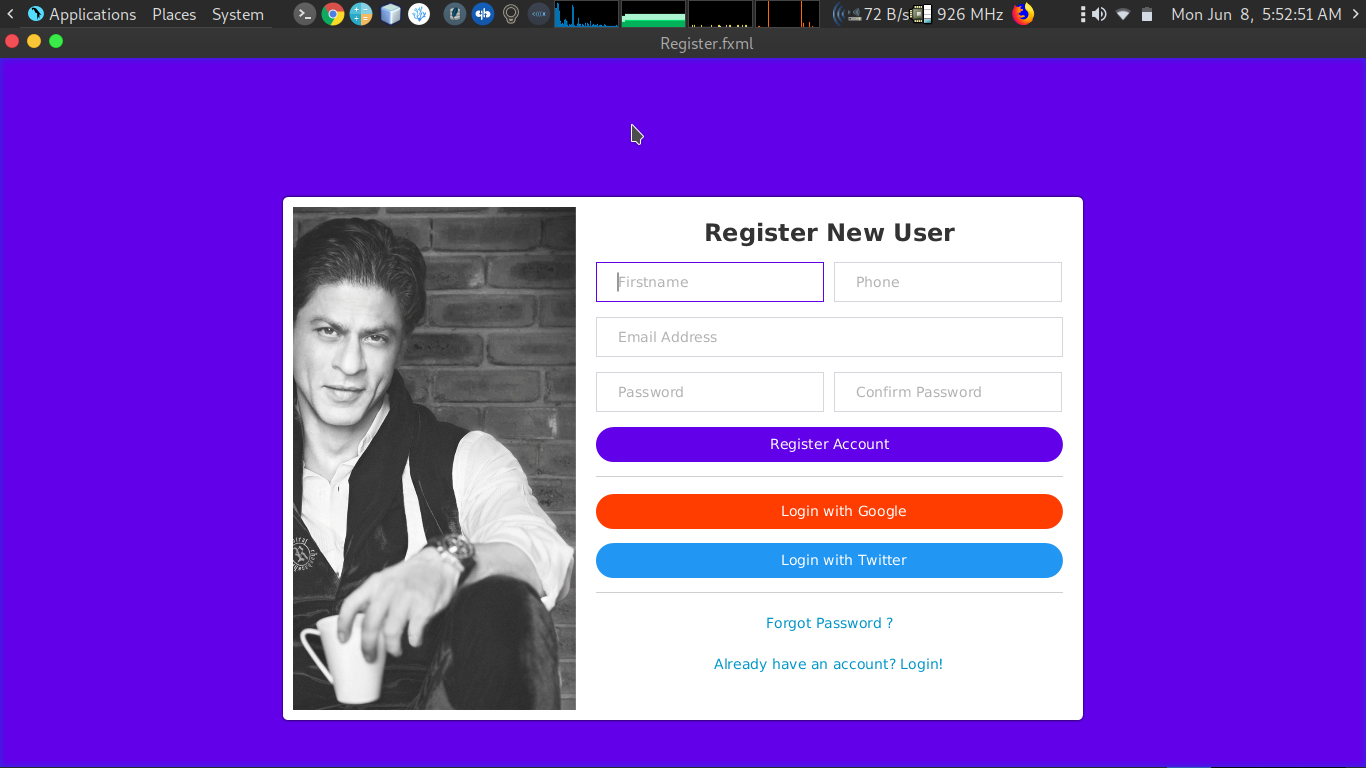 Applications Places System 72 B/s 926 MHz Mon Jun 8, 5:52:51 AM
Register.fxml
Register New User
Firstname Phone
Email Address
Password Confirm Password
Register Account
Login with Google
Login with Twitter
Forgot Password ?
Already have an account? Login!